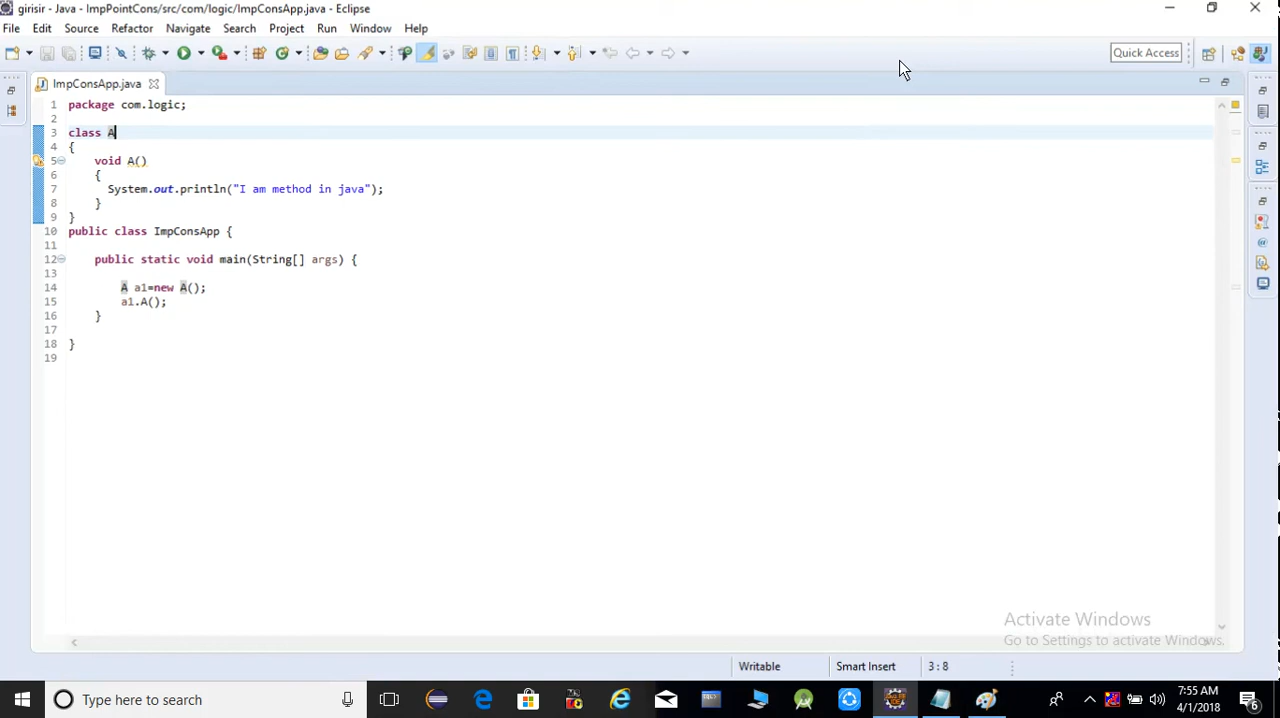 girisir - Java - ImpPointCons/src/com/logic/ImpConsApp.java - Eclipse
File Edit Source Refactor Navigate Search Project Run Window Help
Quick Access
ImpConsApp.java
1 package com.logic;
2
3 class A
4 {
5 void A()
6 {
7 System.out.println("I am method in java");
8 }
9 }
10 public class ImpConsApp {
11
12 public static void main(String[] args) {
13
14 A a1=new A();
15 a1.A();
16 }
17
18 }
19
Activate Windows
Go to Settings to activate Windows.
Writable Smart Insert 3 : 8
Type here to search
7:55 AM
4/1/2018
6